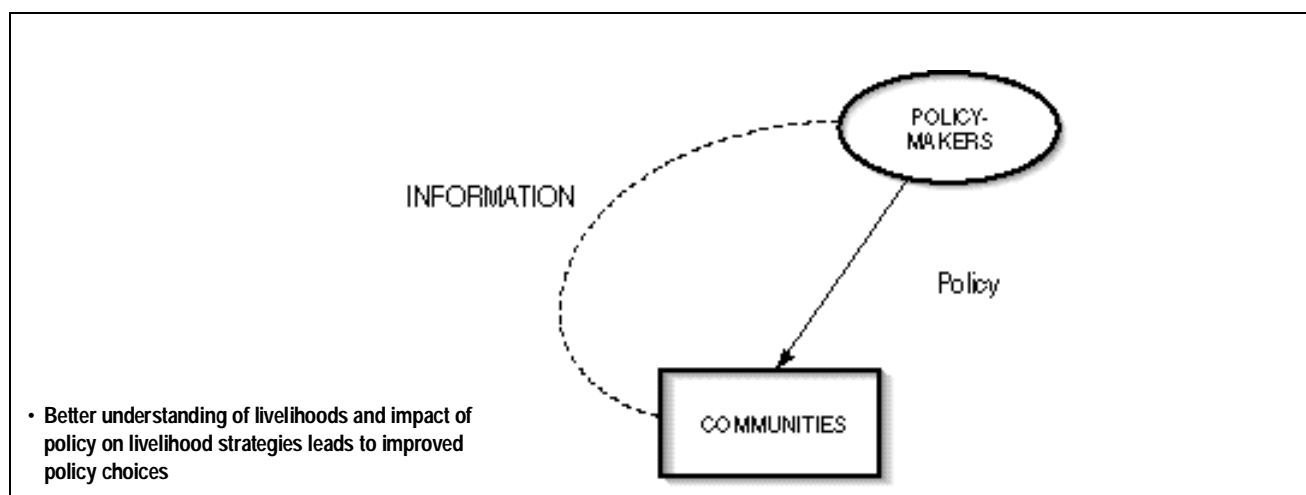 POLICY-
MAKERS
INFORMATION
Policy
COMMUNITIES
• Better understanding of livelihoods and impact of
policy on livelihood strategies leads to improved
policy choices